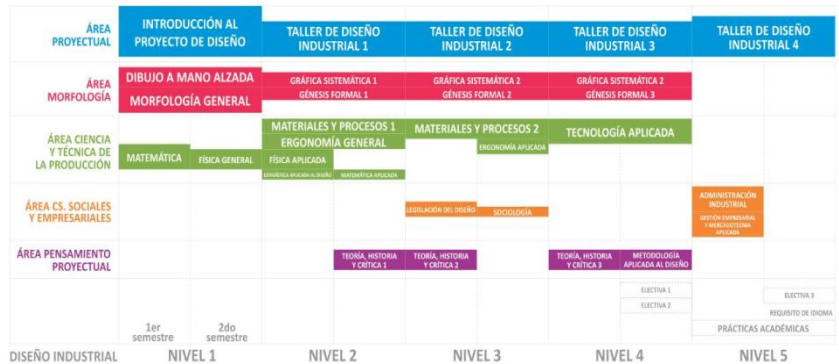 ÁREA
PROYECTUAL
INTRODUCCIÓN AL
PROYECTO DE DISEÑO
TALLER DE DISEÑO
INDUSTRIAL 1
TALLER DE DISEÑO
INDUSTRIAL 2
TALLER DE DISEÑO
INDUSTRIAL 3
TALLER DE DISEÑO
INDUSTRIAL 4
ÁREA
MORFOLOGÍA
DIBUJO A MANO ALZADA
MORFOLOGÍA GENERAL
GRÁFICA SISTEMÁTICA 1
GÉNESIS FORMAL 1
GRÁFICA SISTEMÁTICA 2
GÉNESIS FORMAL 2
GRÁFICA SISTEMÁTICA 2
GÉNESIS FORMAL 3
ÁREA CIENCIA
Y TÉCNICA DE
LA PRODUCCIÓN
MATEMÁTICA
FÍSICA GENERAL
MATERIALES Y PROCESOS 1
ERGONOMÍA GENERAL
FÍSICA APLICADA
ESTADÍSTICA APLICADA AL DISEÑO
MATEMÁTICA APLICADA
MATERIALES Y PROCESOS 2
ERGONOMÍA APLICADA
TECNOLOGÍA APLICADA
ÁREA CS. SOCIALES
Y EMPRESARIALES
LEGISLACIÓN DEL DISEÑO
SOCIOLOGÍA
ADMINISTRACIÓN
INDUSTRIAL
GESTIÓN EMPRESARIAL
Y MERCADOTECNIA
APLICADA
ÁREA PENSAMIENTO
PROYECTUAL
TEORÍA, HISTORIA
Y CRÍTICA 1
TEORÍA, HISTORIA
Y CRÍTICA 2
TEORÍA, HISTORIA
Y CRÍTICA 3
METODOLOGÍA
APLICADA AL DISEÑO
ELECTIVA 1
ELECTIVA 2
ELECTIVA 3
REQUISITO DE IDIOMA
PRÁCTICAS ACADÉMICAS
1er
semestre
2do
semestre
DISEÑO INDUSTRIAL
NIVEL 1
NIVEL 2
NIVEL 3
NIVEL 4
NIVEL 5